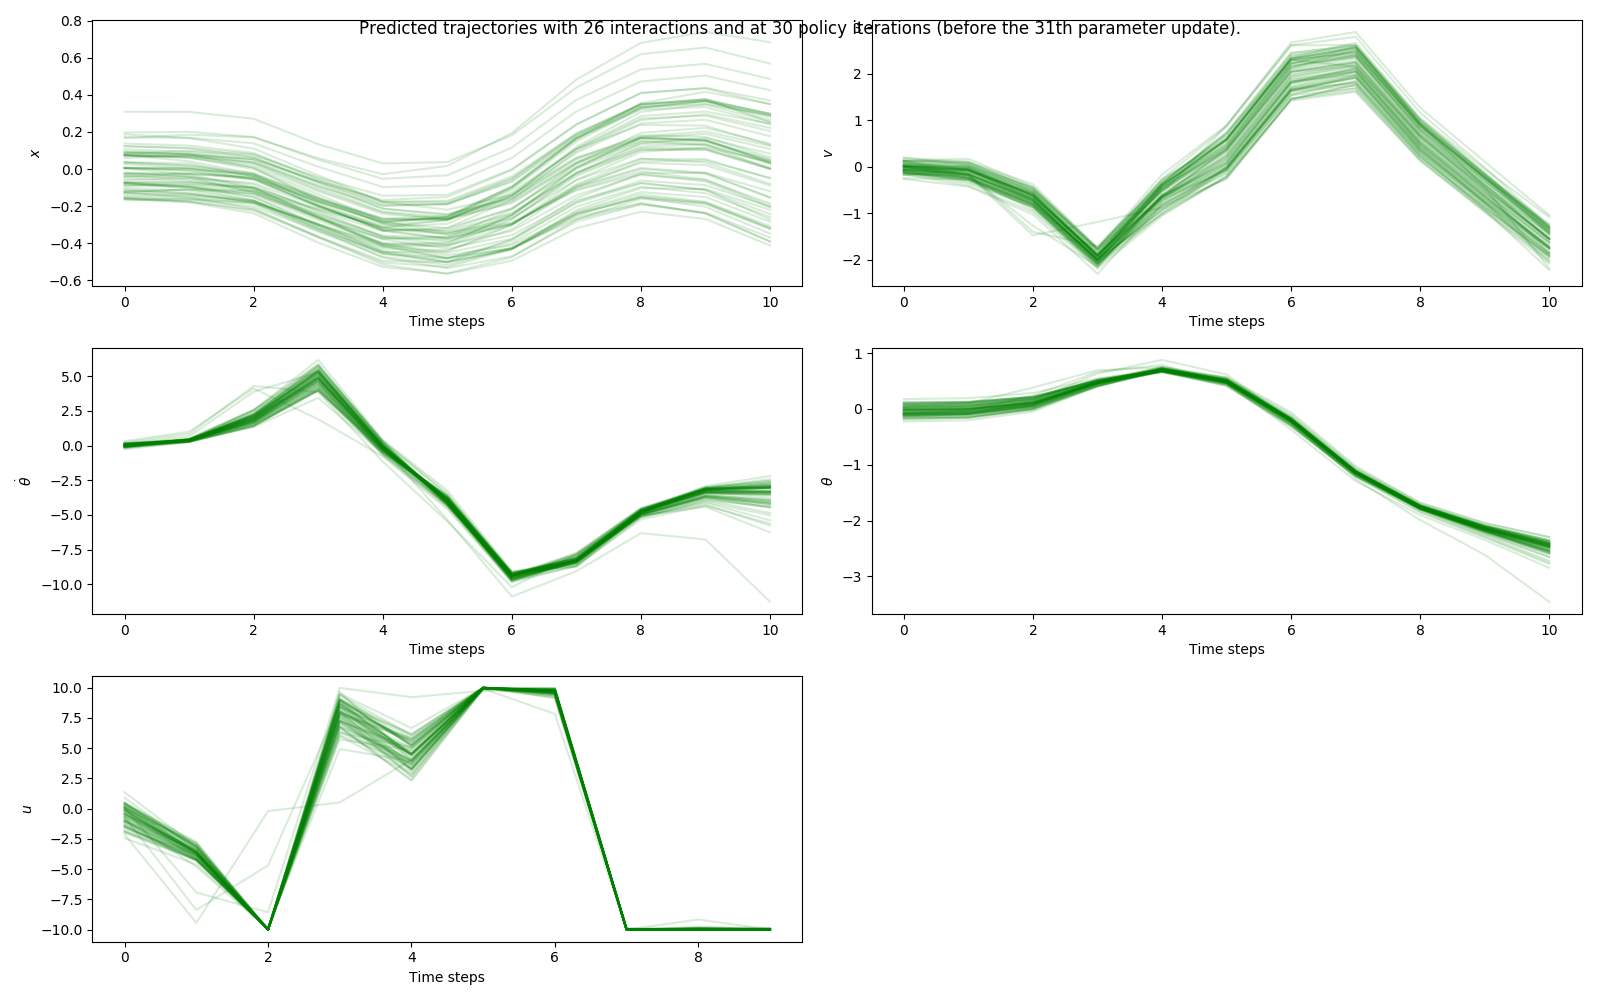 Predicted trajectories with 26 interactions and at 30 policy iterations (before the 31th parameter update).
0.8
0.6
0.4
0.2
0.0
−0.2
−0.4
−0.6
x
0 2 4 6 8 10
Time steps
3
2
1
0
−1
−2
v
0 2 4 6 8 10
Time steps
5.0
2.5
0.0
−2.5
−5.0
−7.5
−10.0
θ̇
0 2 4 6 8 10
Time steps
1
0
−1
−2
−3
θ
0 2 4 6 8 10
Time steps
10.0
7.5
5.0
2.5
0.0
−2.5
−5.0
−7.5
−10.0
u
0 2 4 6 8
Time steps